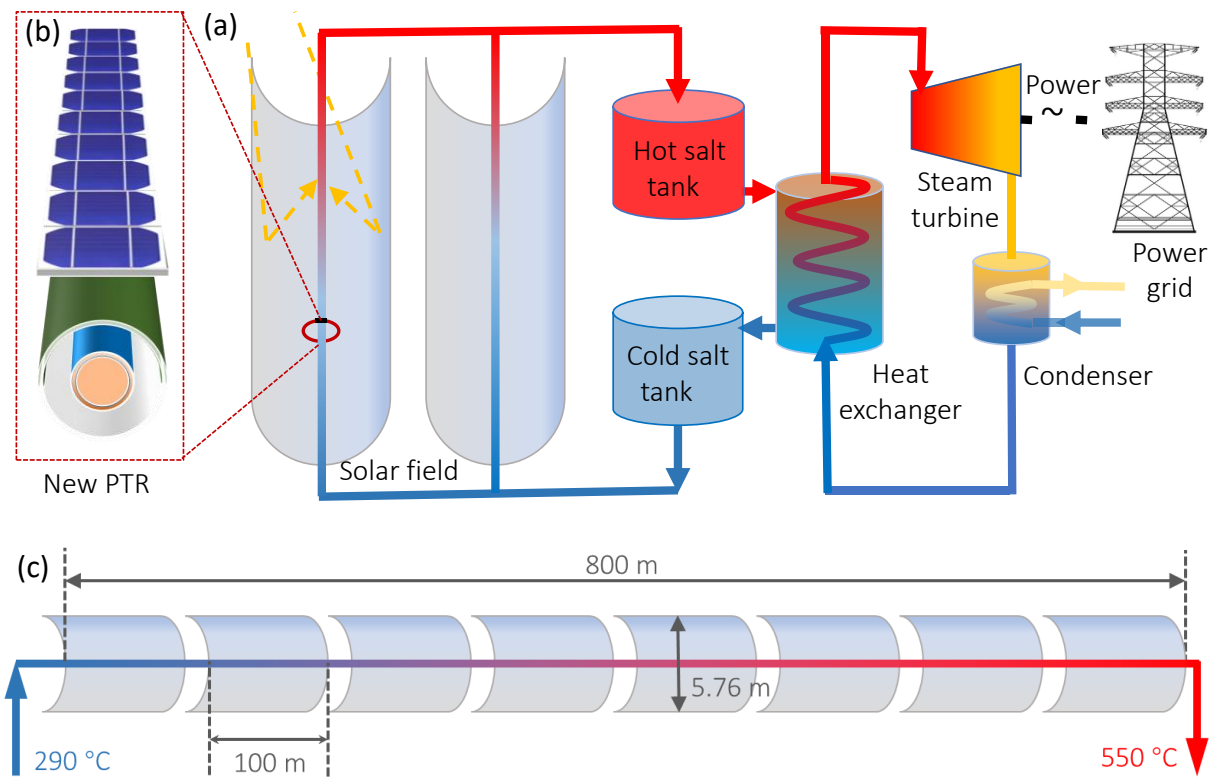 (b)
(a)
New PTR
Solar field
Hot salt
tank
Cold salt
tank
Heat
exchanger
Power
~
Steam
turbine
Condenser
Power
grid
(c)
800 m
5.76 m
100 m
290 °C
550 °C